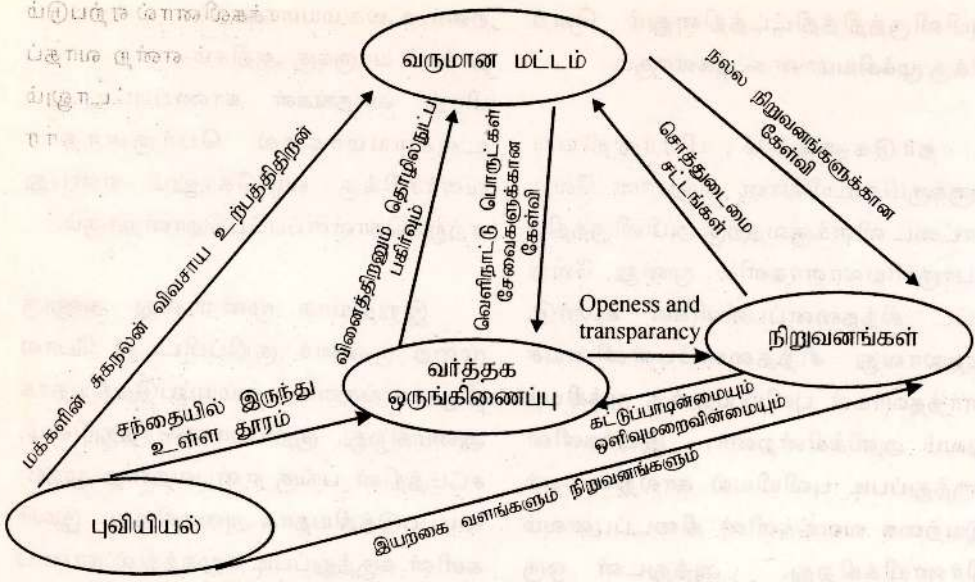 வருமான மட்டம்
நல்ல நிறுவனங்களுக்கான
கேள்வி
சொத்துடைமை
சட்டங்கள்
மக்களின் சுகநலன் விவசாய உற்பத்திதிறன்
வினைத்திறனும் தொழில்நுட்ப
பகிர்வும்
வெளிநாட்டு பொருட்கள்
சேவைகளுக்கான
கேள்வி
Openess and
transparancy
நிறுவனங்கள்
வர்த்தக
ஒருங்கிணைப்பு
கட்டுப்பாடின்மையும்
ஒளிவுமறைவின்மையும்
சந்தையில் இருந்து
உள்ள தூரம்
இயற்கை வளங்களும் நிறுவனங்களும்
புவியியல்